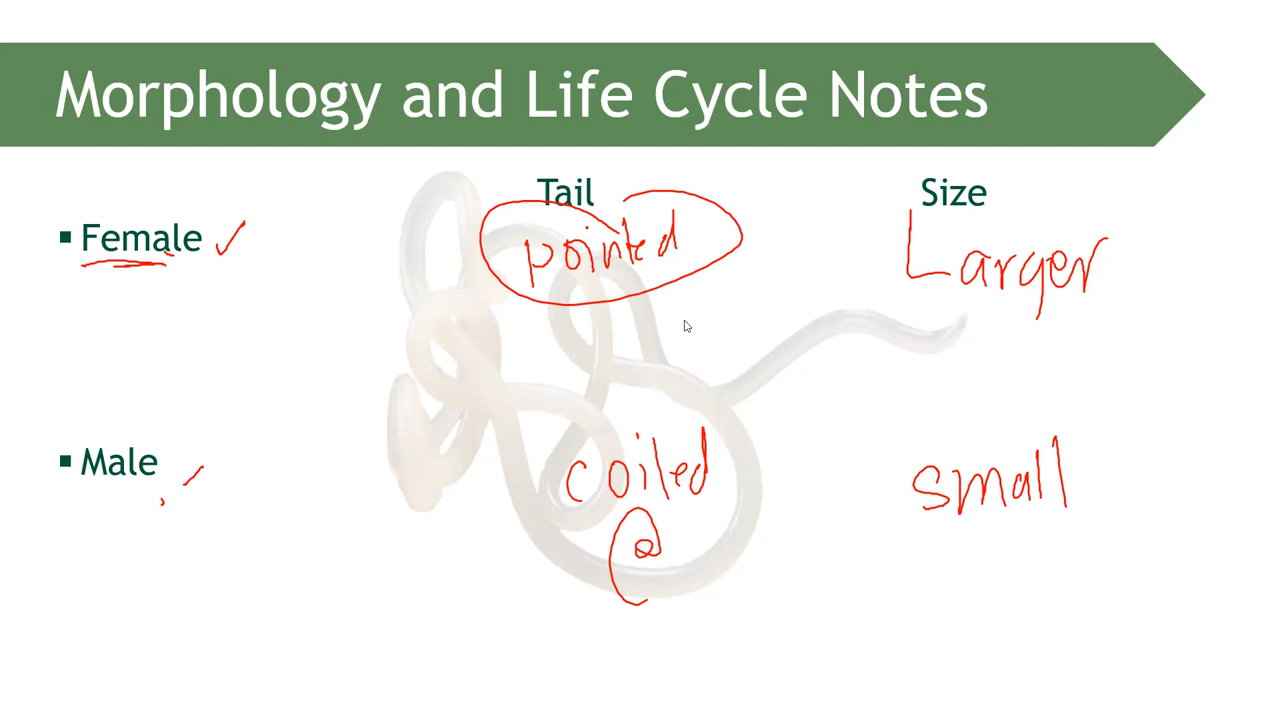 Morphology and Life Cycle Notes
Tail Size
▪ Female pointed Larger
▪ Male coiled small